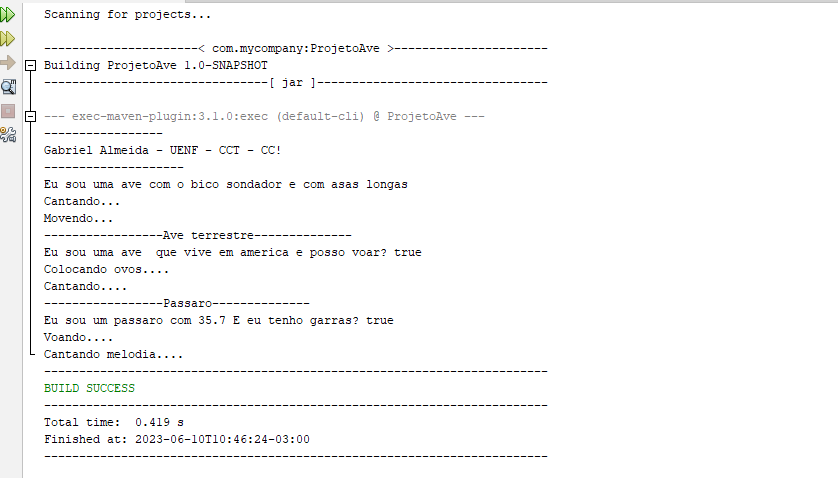 Scanning for projects...
---------------------< com.mycompany:ProjetoAve >----------------------
Building ProjetoAve 1.0-SNAPSHOT
--------------------------------[ jar ]---------------------------------
--- exec-maven-plugin:3.1.0:exec (default-cli) @ ProjetoAve ---
-----------------
Gabriel Almeida - UENF - CCT - CC!
--------------------
Eu sou uma ave com o bico sondador e com asas longas
Cantando...
Movendo...
-----------------Ave terrestre--------------
Eu sou uma ave  que vive em america e posso voar? true
Colocando ovos....
Cantando....
-----------------Passaro--------------
Eu sou um passaro com 35.7 E eu tenho garras? true
Voando....
Cantando melodia....
------------------------------------------------------------------------
BUILD SUCCESS
------------------------------------------------------------------------
Total time:  0.419 s
Finished at: 2023-06-10T10:46:24-03:00
------------------------------------------------------------------------